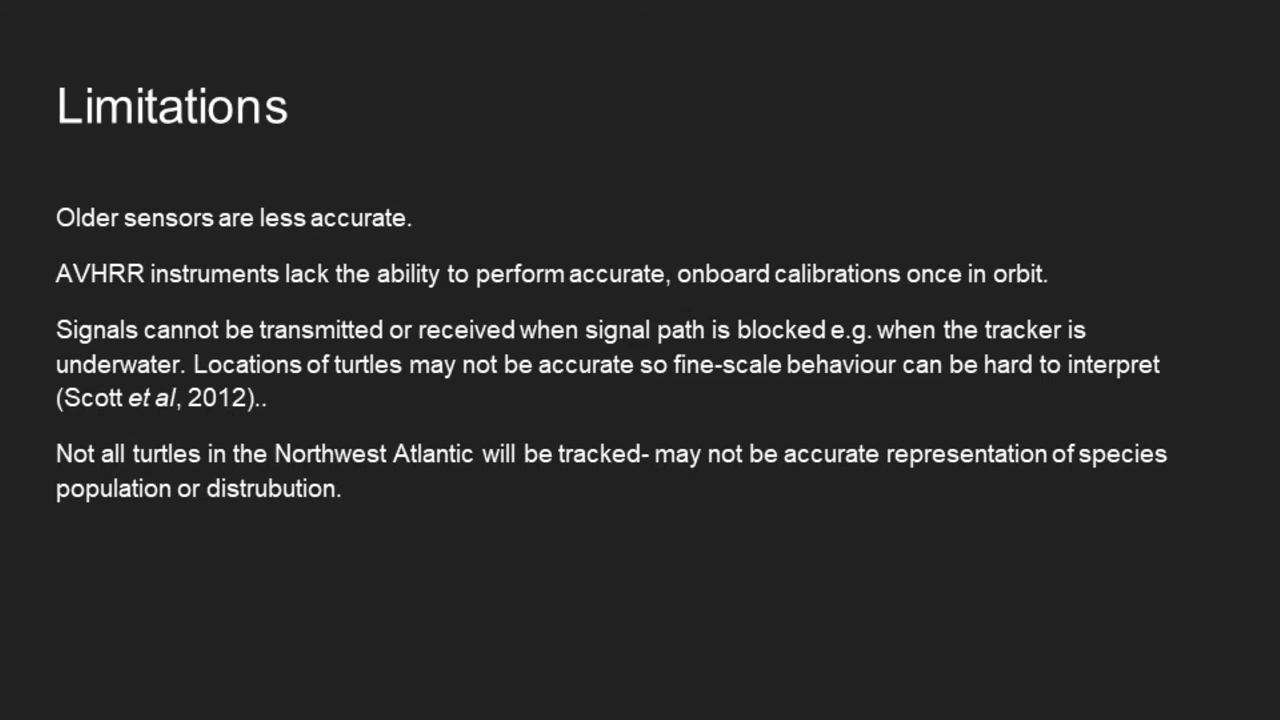 Limitations
Older sensors are less accurate.
AVHRR instruments lack the ability to perform accurate, onboard calibrations once in orbit.
Signals cannot be transmitted or received when signal path is blocked e.g. when the tracker is
underwater. Locations of turtles may not be accurate so fine-scale behaviour can be hard to interpret
(Scott et al, 2012)..
Not all turtles in the Northwest Atlantic will be tracked- may not be accurate representation of species
population or distrubution.